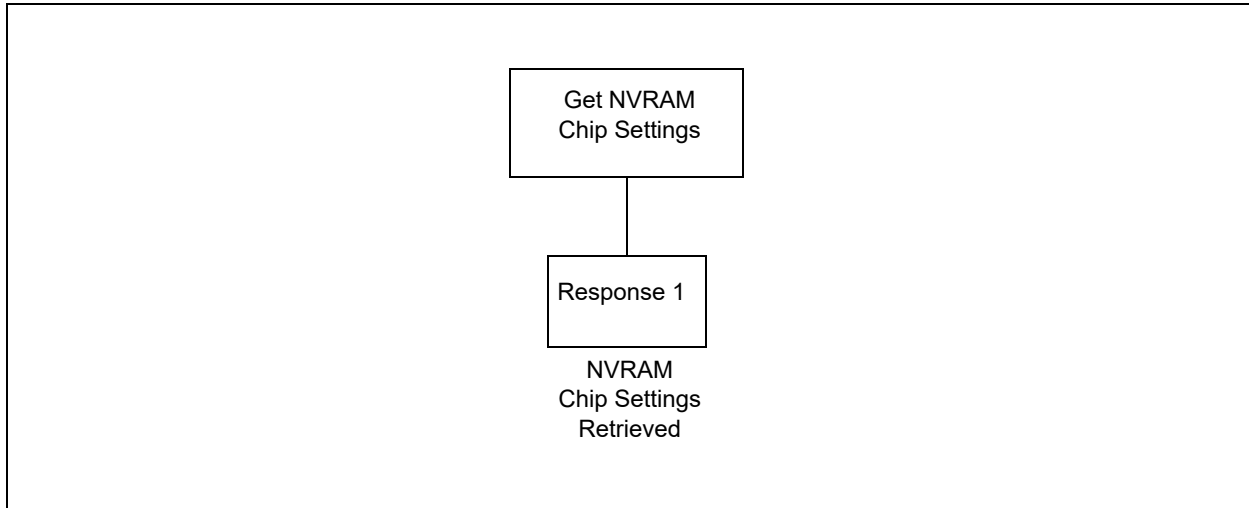 Get NVRAM
Chip Settings
Response 1
NVRAM
Chip Settings
Retrieved